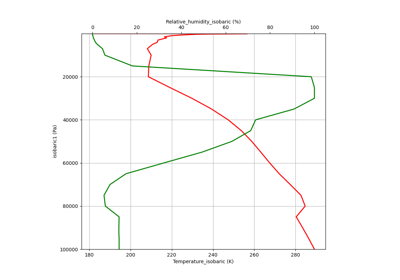 Relative_humidity_isobaric (%)
0 20 40 60 80 100
isobaric1 (Pa)
20000
40000
60000
80000
100000
180 200 220 240 260 280
Temperature_isobaric (K)